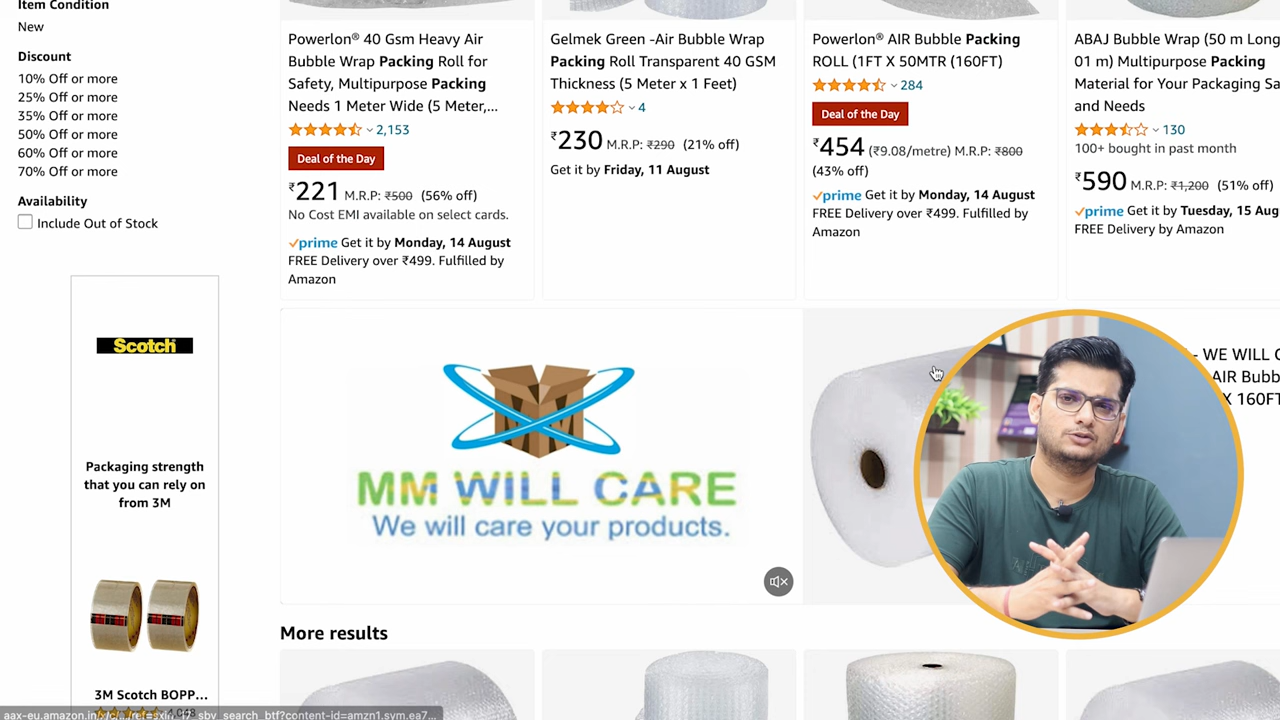 Item Condition
New
Discount
10% Off or more
25% Off or more
35% Off or more
50% Off or more
60% Off or more
70% Off or more
Availability
Include Out of Stock
Scotch
Packaging strength
that you can rely on
from 3M
3M Scotch BOPP...
4,048
Powerlon® 40 Gsm Heavy Air
Bubble Wrap Packing Roll for
Safety, Multipurpose Packing
Needs 1 Meter Wide (5 Meter,...
2,153
Deal of the Day
₹221 M.R.P: ₹500 (56% off)
No Cost EMI available on select cards.
prime Get it by Monday, 14 August
FREE Delivery over ₹499. Fulfilled by
Amazon
Gelmek Green -Air Bubble Wrap
Packing Roll Transparent 40 GSM
Thickness (5 Meter x 1 Feet)
4
₹230 M.R.P: ₹290 (21% off)
Get it by Friday, 11 August
Powerlon® AIR Bubble Packing
ROLL (1FT X 50MTR (160FT)
284
Deal of the Day
₹454 (₹9.08/metre) M.R.P: ₹800
(43% off)
prime Get it by Monday, 14 August
FREE Delivery over ₹499. Fulfilled by
Amazon
ABAJ Bubble Wrap (50 m Long
01 m) Multipurpose Packing
Material for Your Packaging Sa
and Needs
130
100+ bought in past month
₹590 M.R.P: ₹1,200 (51% off)
prime Get it by Tuesday, 15 Aug
FREE Delivery by Amazon
MM WILL CARE
We will care your products.
- WE WILL C
AIR Bubb
X 160FT
More results